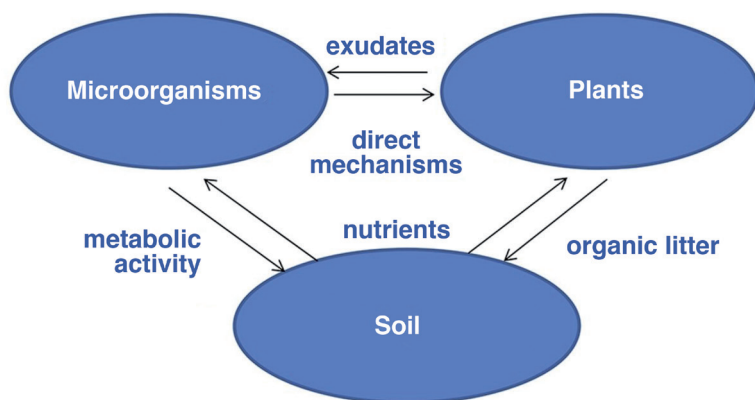 exudates
Microorganisms
Plants
direct
mechanisms
metabolic
activity
nutrients
organic litter
Soil